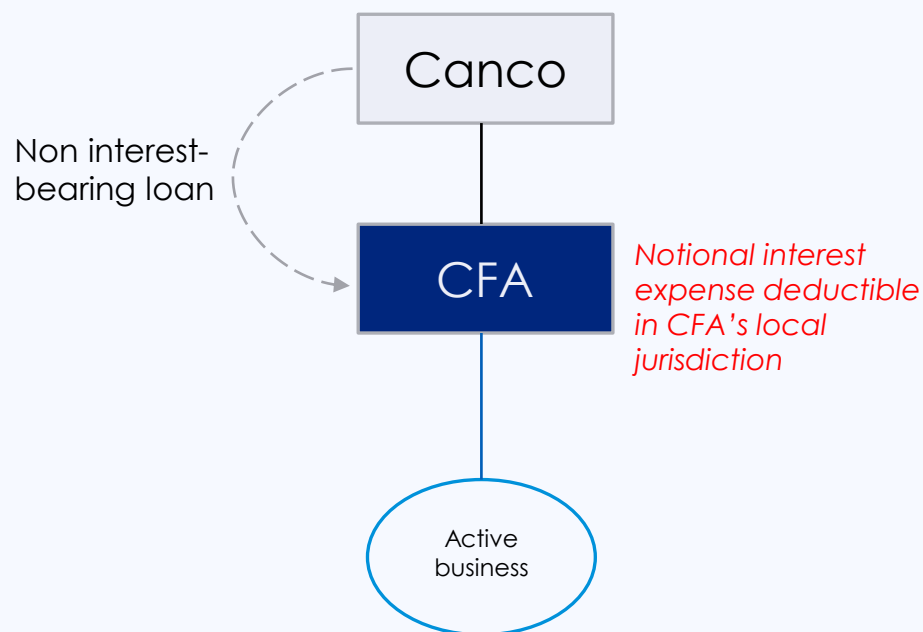 Canco
Non interest-
bearing loan
CFA
Notional interest
expense deductible
in CFA's local
jurisdiction
Active
business